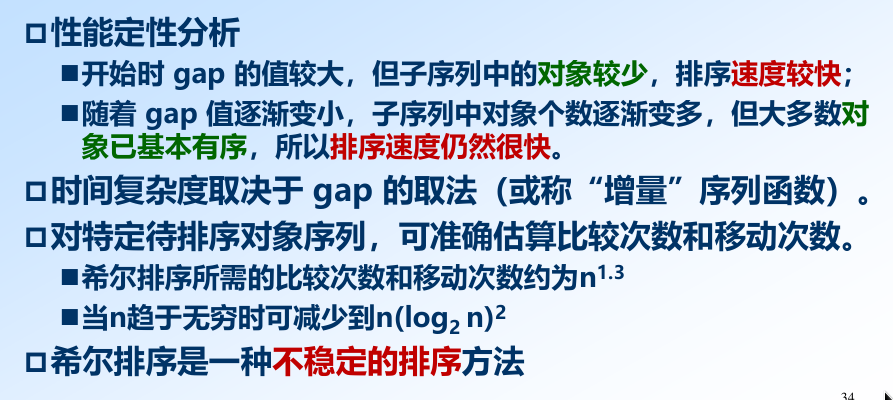 性能定性分析
开始时 gap 的值较大，但子序列中的对象较少，排序速度较快；
随着 gap 值逐渐变小，子序列中对象个数逐渐变多，但大多数对
象已基本有序，所以排序速度仍然很快。
时间复杂度取决于 gap 的取法（或称“增量”序列函数）。
对特定待排序对象序列，可准确估算比较次数和移动次数。
希尔排序所需的比较次数和移动次数约为n^1.3
当n趋于无穷时可减少到n(log₂ n)²
希尔排序是一种不稳定的排序方法
34